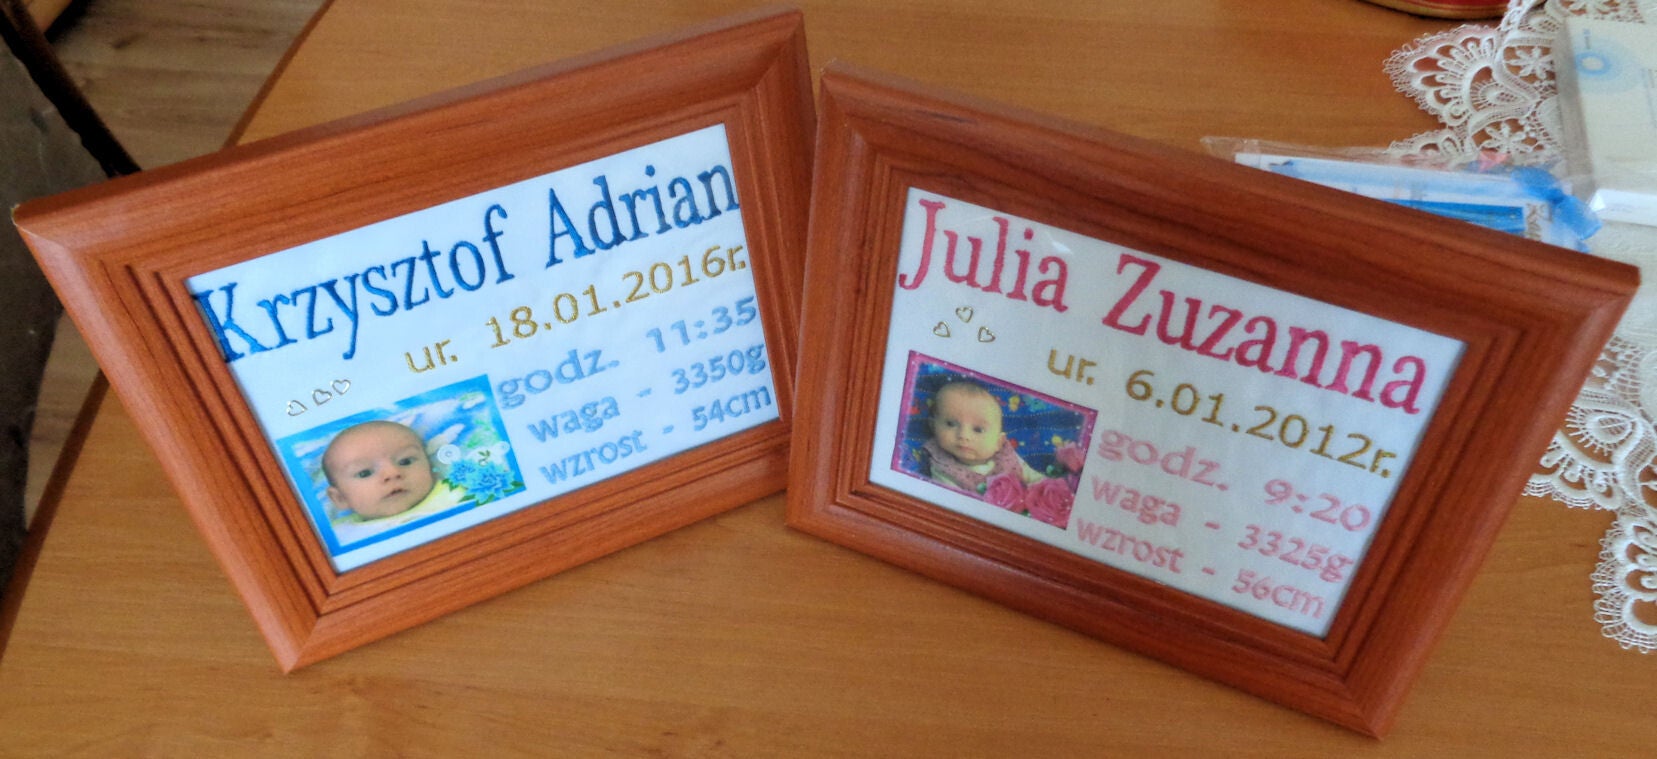 Krzysztof Adrian
ur. 18.01.2016r.
godz. 11:35
waga - 3350g
wzrost - 54cm
Julia Zuzanna
ur. 6.01.2012r.
godz. 9:20
waga - 3325g
wzrost - 56cm